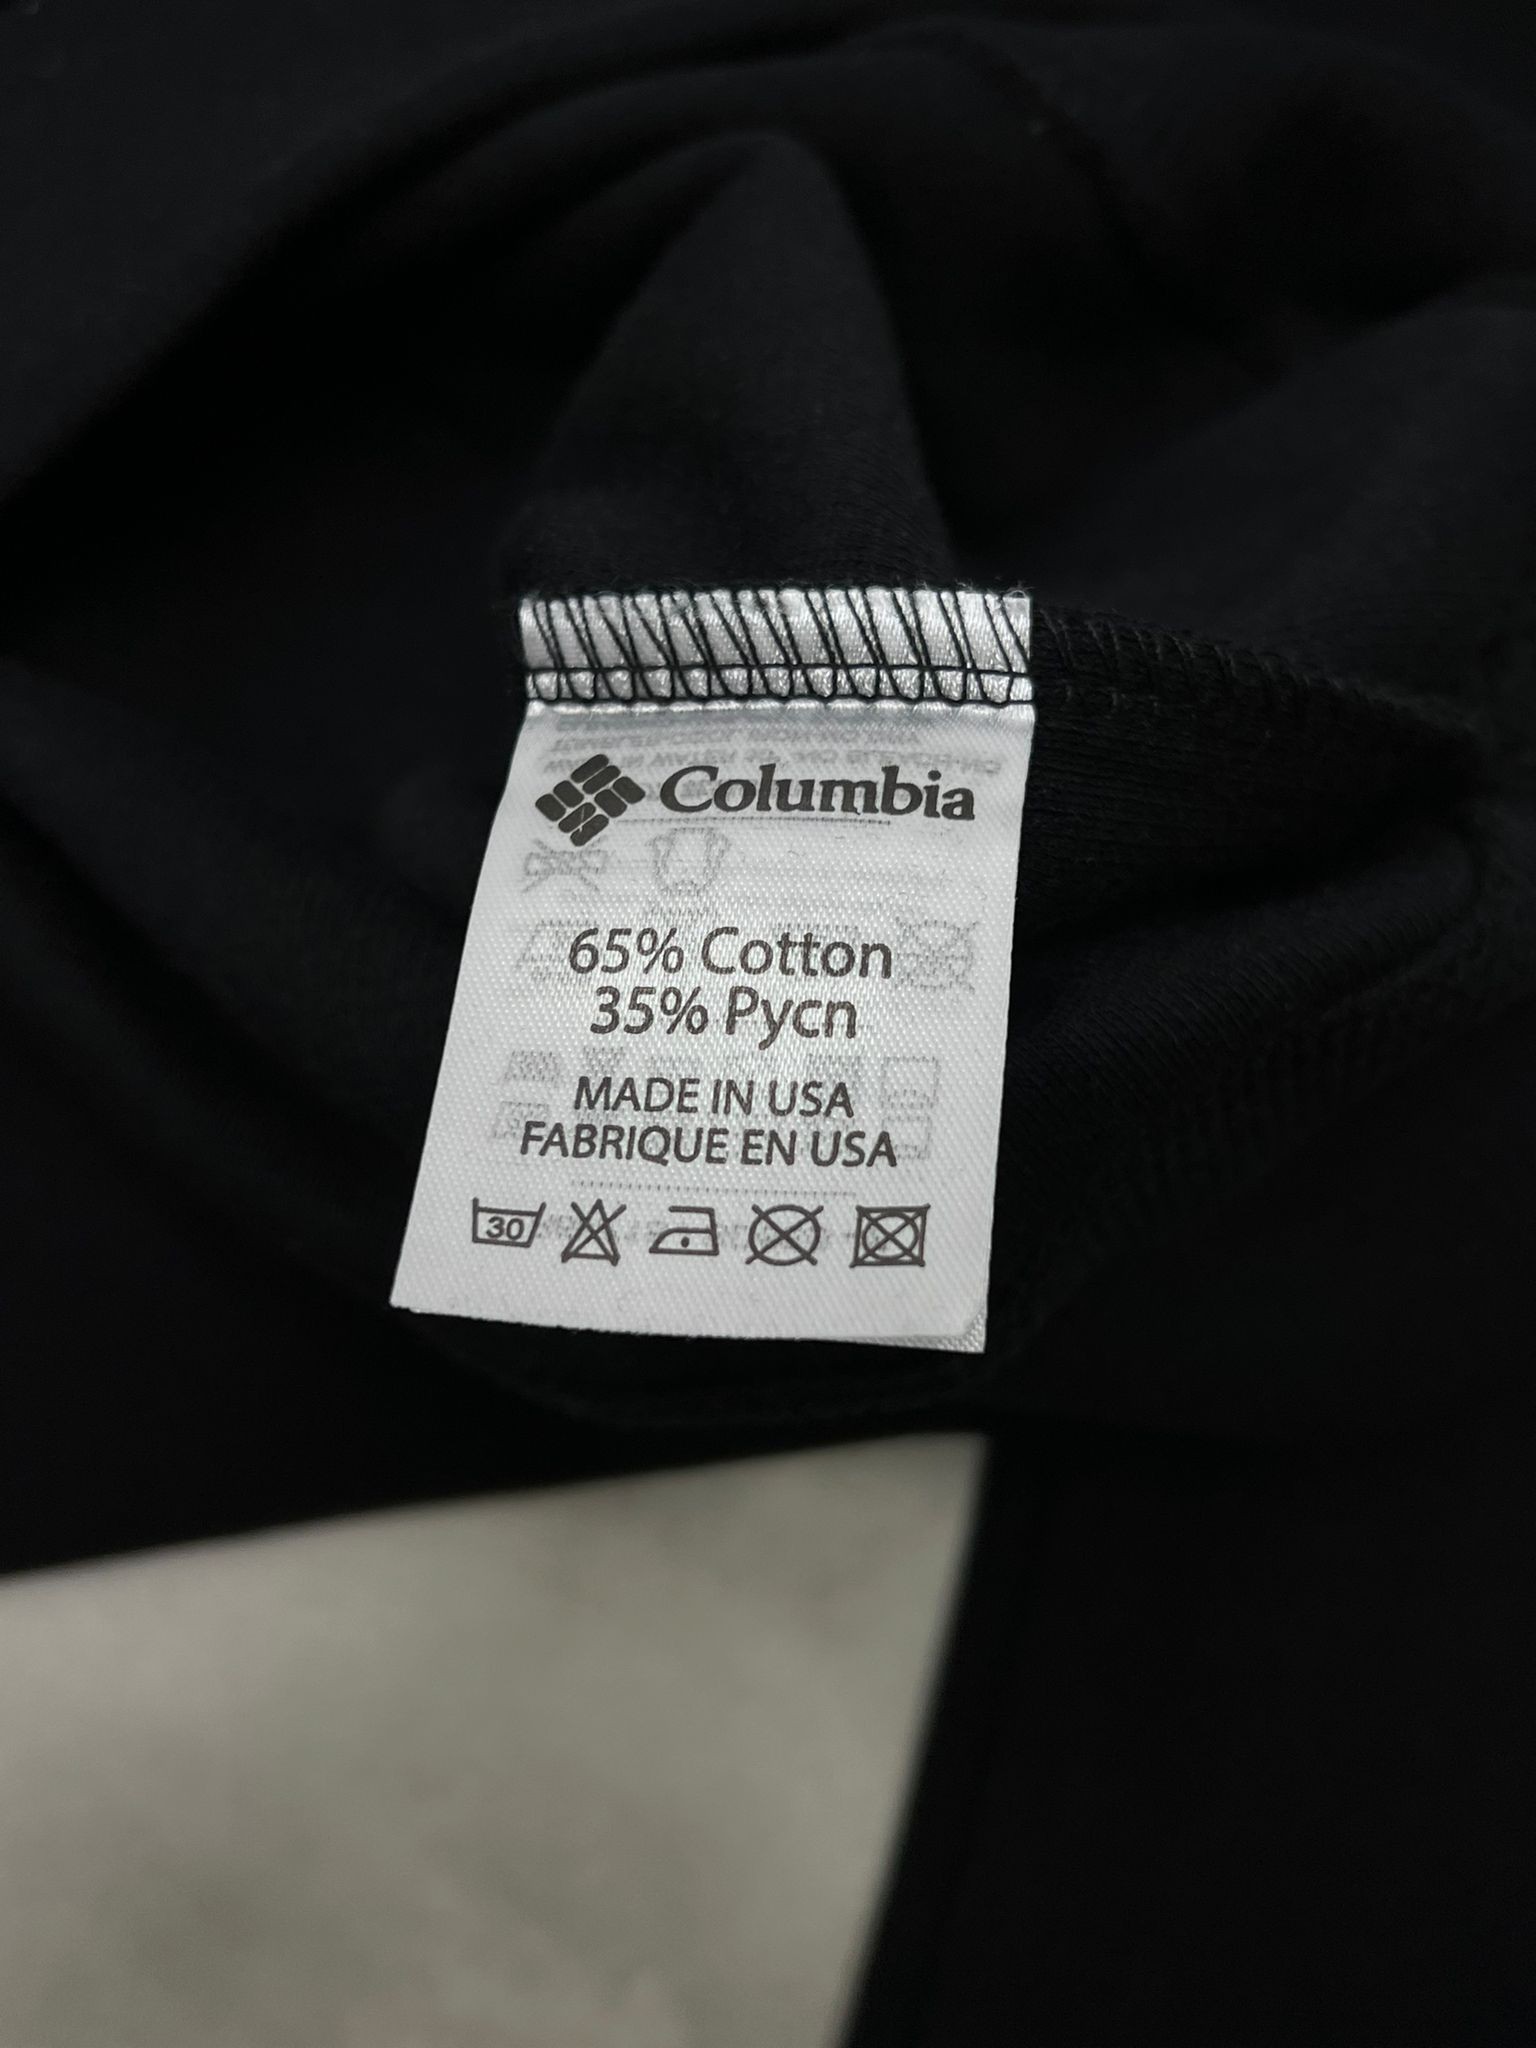 Columbia
65% Cotton
35% Pycn
MADE IN USA
FABRIQUE EN USA
30